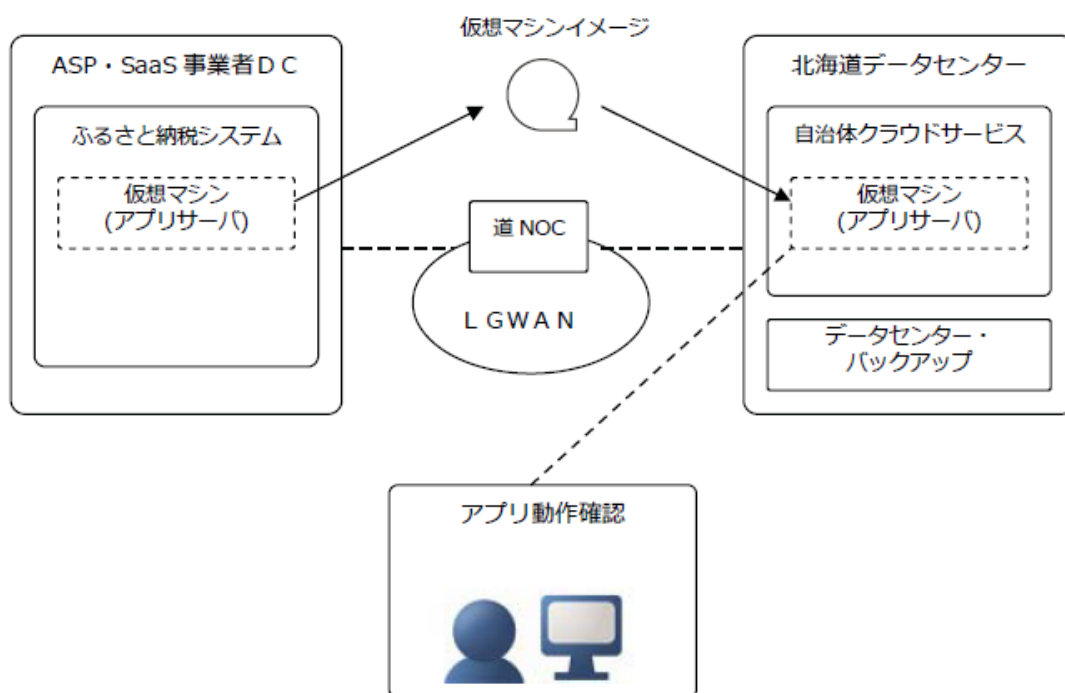 仮想マシンイメージ
ASP・SaaS 事業者ＤＣ
ふるさと納税システム
仮想マシン
(アプリサーバ)
道 NOC
ＬＧＷＡＮ
北海道データセンター
自治体クラウドサービス
仮想マシン
(アプリサーバ)
データセンター・
バックアップ
アプリ動作確認